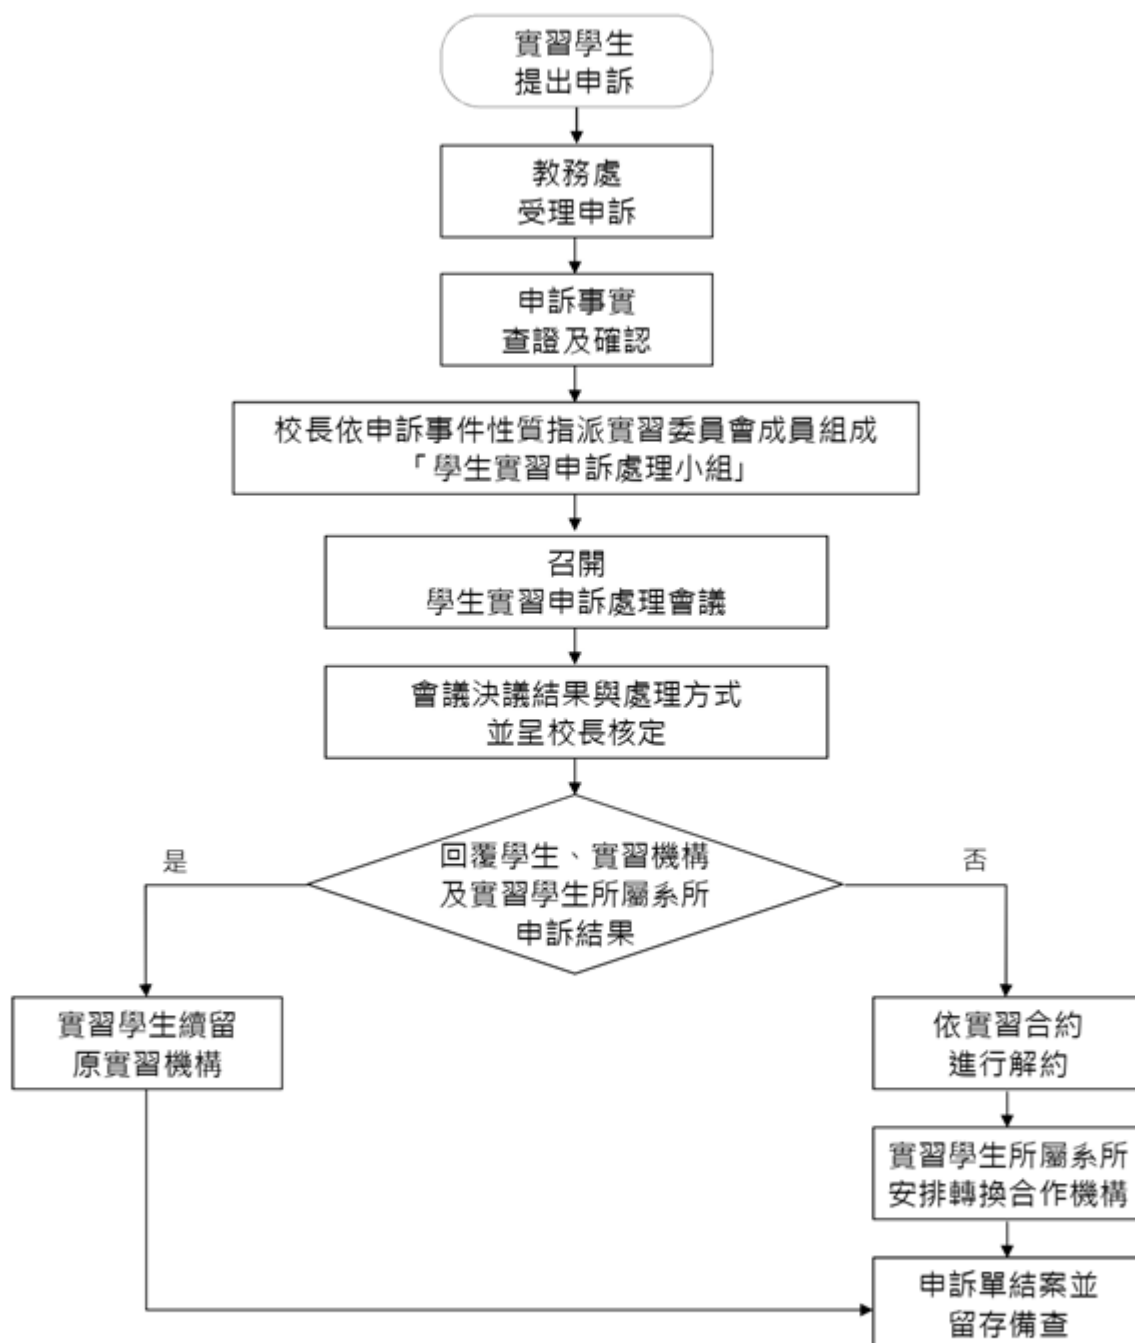 實習學生
提出申訴
教務處
受理申訴
申訴事實
查證及確認
校長依申訴事件性質指派實習委員會成員組成
「學生實習申訴處理小組」
召開
學生實習申訴處理會議
會議決議結果與處理方式
並呈校長核定
回覆學生、實習機構
及實習學生所屬系所
申訴結果
是
否
實習學生續留
原實習機構
依實習合約
進行解約
實習學生所屬系所
安排轉換合作機構
申訴單結案並
留存備查